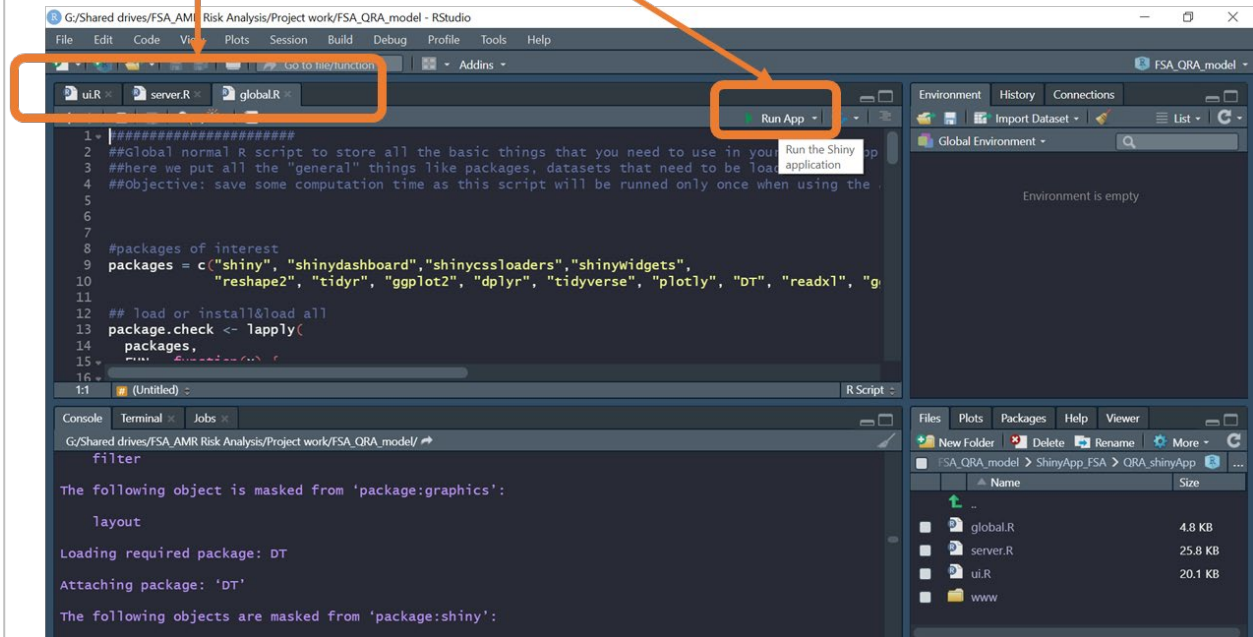 G:/Shared drives/FSA_AMR Risk Analysis/Project work/FSA_QRA_model - RStudio
File Edit Code View Plots Session Build Debug Profile Tools Help
Go to file/function Addins FSA_QRA_model
ui.R server.R global.R
Run App
Run the Shiny
application
1 ########################
2 ##Global normal R script to store all the basic things that you need to use in your
3 ##here we put all the "general" things like packages, datasets that need to be
4 ##Objective: save some computation time as this script will be runned only once when using the
5
6
7
8 #packages of interest
9 packages = c("shiny", "shinydashboard","shinycssloaders","shinyWidgets",
10 "reshape2", "tidyr", "ggplot2", "dplyr", "tidyverse", "plotly", "DT", "readxl",
11
12 ## load or install&load all
13 package.check <- lapply(
14 packages,
15
16
1:1 (Untitled) R Script
Environment History Connections
Import Dataset List
Global Environment
Environment is empty
Console Terminal Jobs
G:/Shared drives/FSA_AMR Risk Analysis/Project work/FSA_QRA_model/
filter
The following object is masked from ‘package:graphics’:
layout
Loading required package: DT
Attaching package: ‘DT’
The following objects are masked from ‘package:shiny’:
Files Plots Packages Help Viewer
New Folder Delete Rename More
FSA_QRA_model > ShinyApp_FSA > QRA_shinyApp ...
Name Size
..
global.R 4.8 KB
server.R 25.8 KB
ui.R 20.1 KB
www